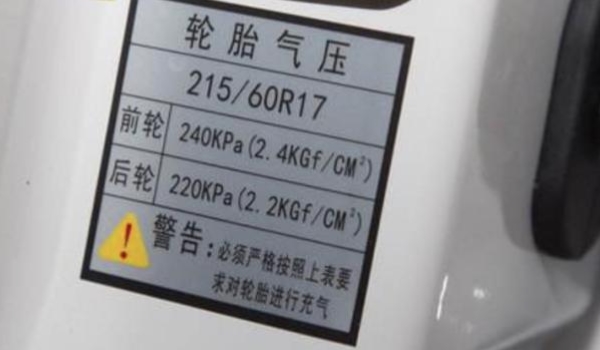 轮胎气压
215/60R17
前轮 240KPa(2.4KGf/CM²)
后轮 220KPa(2.2KGf/CM²)
警告:必须严格按照上表要
求对轮胎进行充气